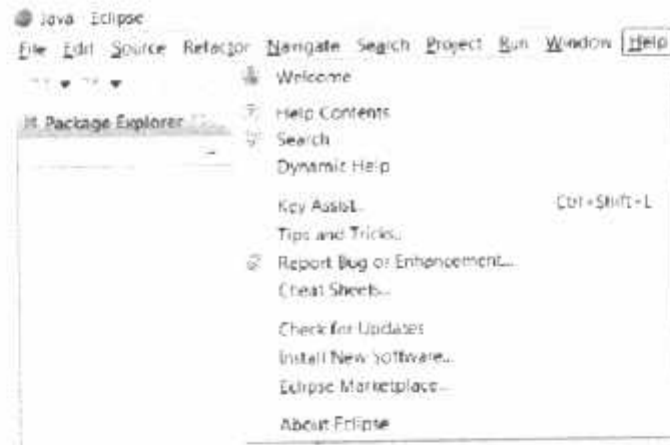 Java Eclipse
File Edit Source Refactor Navigate Search Project Run Window Help
Welcome
Package Explorer
Help Contents
Search
Dynamic Help
Key Assist... Ctrl+Shift+L
Tips and Tricks...
Report Bug or Enhancement...
Cheat Sheets...
Check for Updates
Install New Software...
Eclipse Marketplace...
About Eclipse